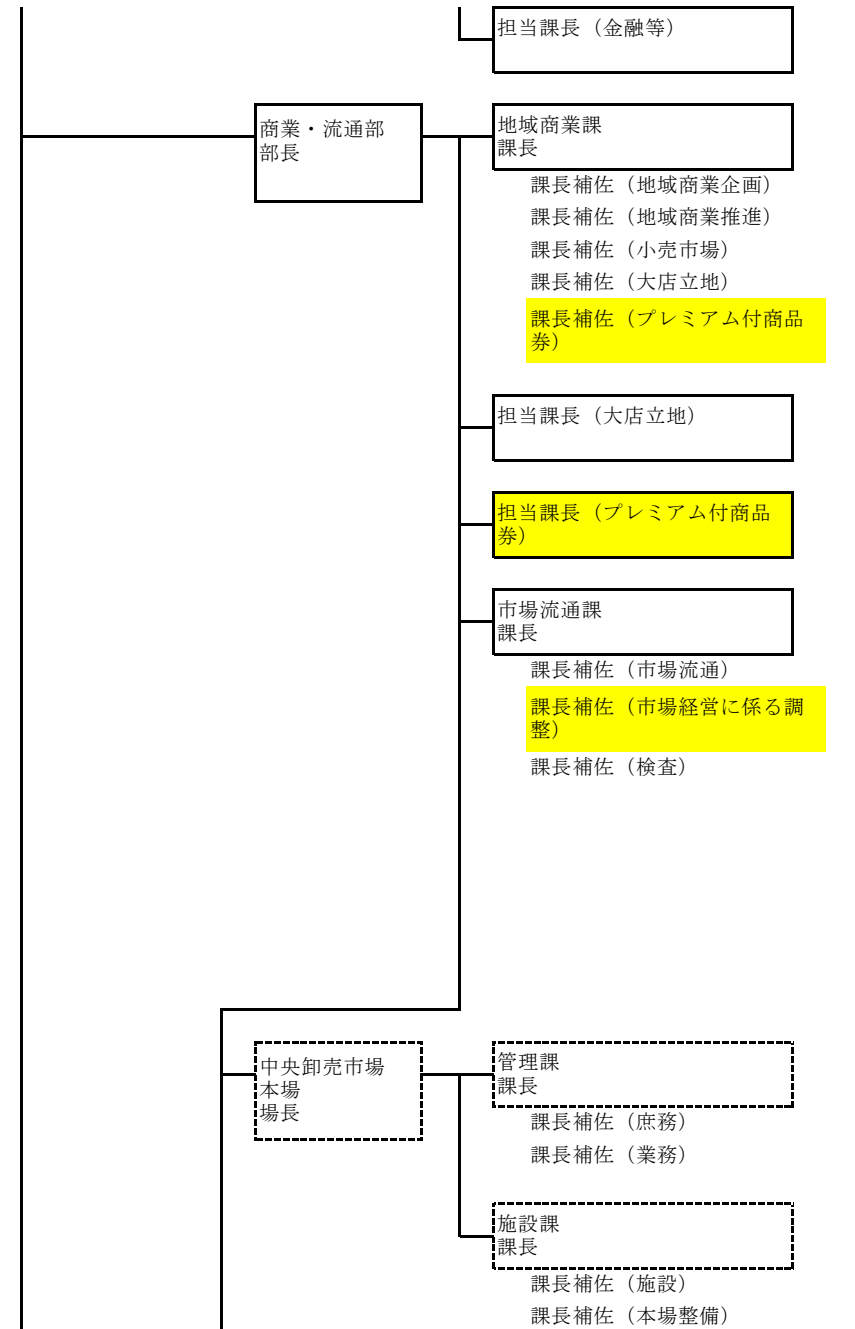 担当課長（金融等）
商業・流通部
部長
地域商業課
課長
課長補佐（地域商業企画）
課長補佐（地域商業推進）
課長補佐（小売市場）
課長補佐（大店立地）
課長補佐（プレミアム付商品
券）
担当課長（大店立地）
担当課長（プレミアム付商品
券）
市場流通課
課長
課長補佐（市場流通）
課長補佐（市場経営に係る調
整）
課長補佐（検査）
中央卸売市場
本場
場長
管理課
課長
課長補佐（庶務）
課長補佐（業務）
施設課
課長
課長補佐（施設）
課長補佐（本場整備）